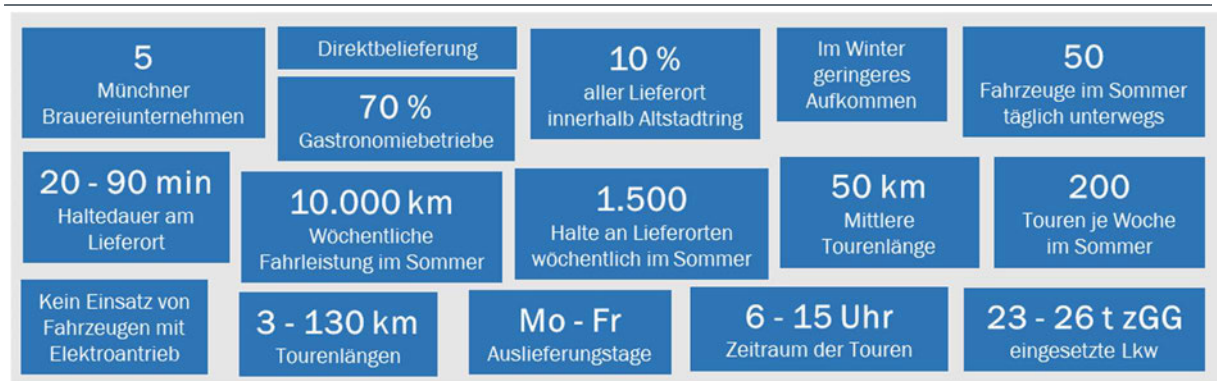 5
Münchner
Brauereiunternehmen
Direktbelieferung
70 %
Gastronomiebetriebe
10 %
aller Lieferort
innerhalb Altstadtring
Im Winter
geringeres
Aufkommen
50
Fahrzeuge im Sommer
täglich unterwegs
20 - 90 min
Haltedauer am
Lieferort
10.000 km
Wöchentliche
Fahrleistung im Sommer
1.500
Halte an Lieferorten
wöchentlich im Sommer
50 km
Mittlere
Tourenlänge
200
Touren je Woche
im Sommer
Kein Einsatz von
Fahrzeugen mit
Elektroantrieb
3 - 130 km
Tourenlängen
Mo - Fr
Auslieferungstage
6 - 15 Uhr
Zeitraum der Touren
23 - 26 t zGG
eingesetzte Lkw